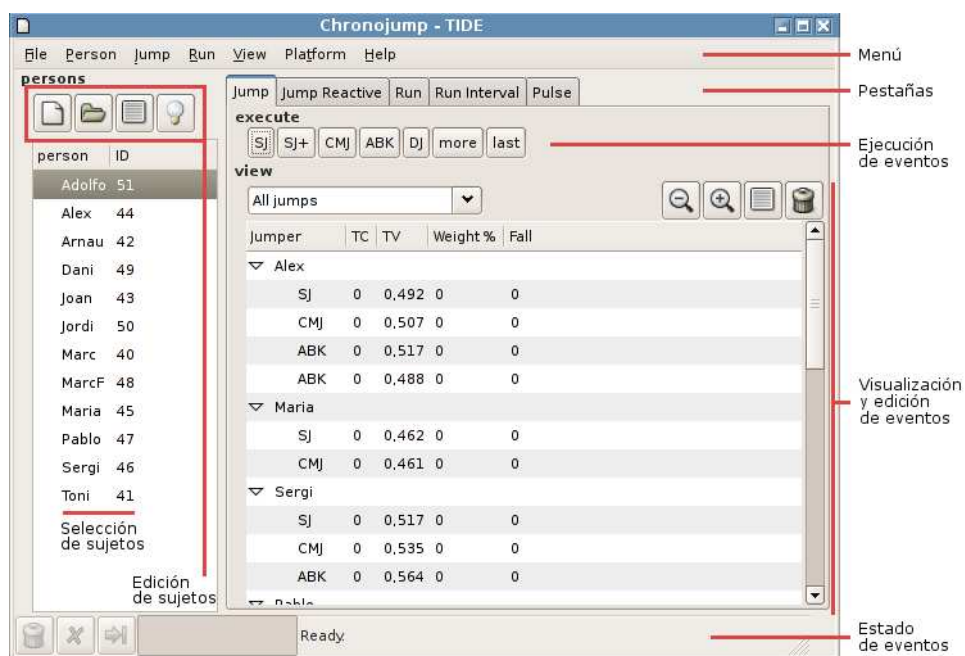 Chronojump - TIDE
File Person Jump Run View Platform Help
Menú
persons
Jump Jump Reactive Run Run Interval Pulse
Pestañas
execute
SJ SJ+ CMJ ABK DJ more last
Ejecución
de eventos
person ID
view
Adolfo 51
All jumps
Alex 44
Arnau 42
Jumper TC TV Weight % Fall
Dani 49
Alex
Joan 43
SJ 0 0,492 0 0
Jordi 50
CMJ 0 0,507 0 0
Marc 40
ABK 0 0,517 0 0
MarcF 48
ABK 0 0,488 0 0
Visualización
y edición
de eventos
Maria 45
Maria
Pablo 47
SJ 0 0,462 0 0
Sergi 46
CMJ 0 0,461 0 0
Toni 41
Sergi
Selección
de sujetos
SJ 0 0,517 0 0
CMJ 0 0,535 0 0
Edición
de sujetos
ABK 0 0,564 0 0
Pablo
Ready.
Estado
de eventos